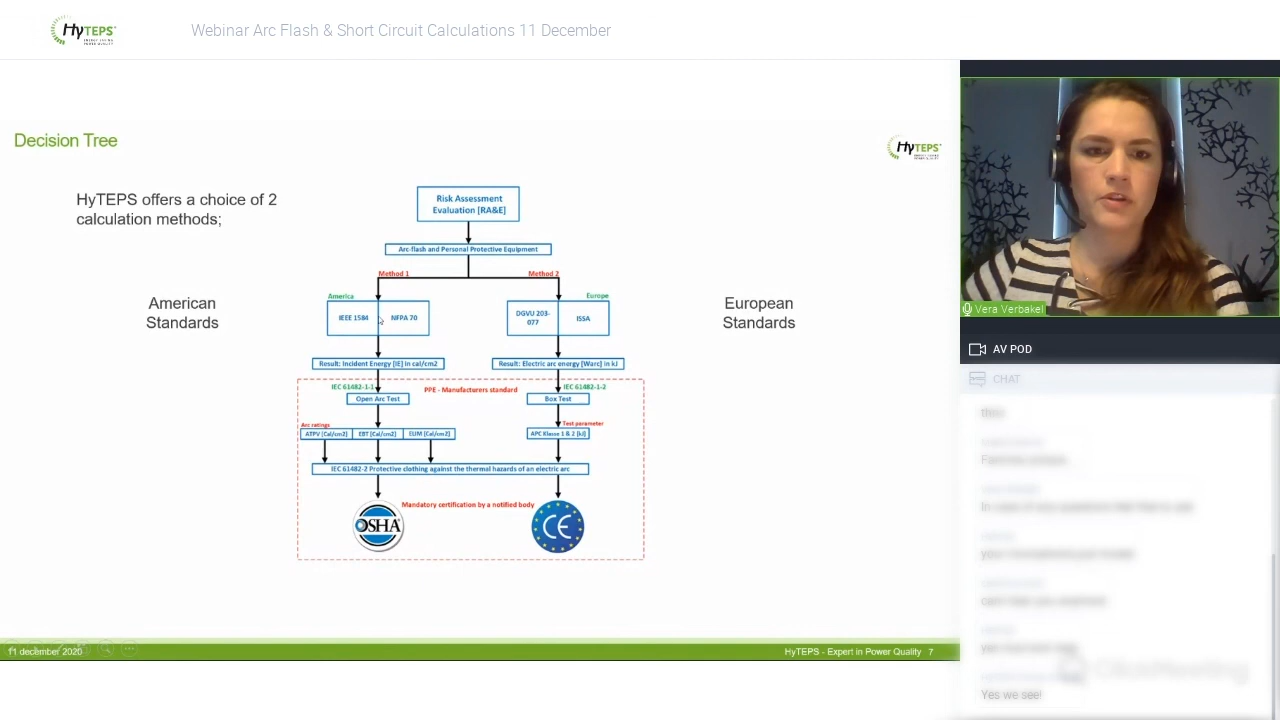 HyTEPS
Webinar Arc Flash & Short Circuit Calculations 11 December
Decision Tree
HyTEPS
HyTEPS offers a choice of 2
calculation methods;
Risk Assessment
Evaluation [RA&E]
Arc-flash and Personal Protective Equipment
Method 1
Method 2
America
Europe
American
Standards
IEEE 1584
NFPA 70
DGVU 203-
077
ISSA
European
Standards
Result: Incident Energy [IE] in cal/cm2
Result: Electric arc energy [Warc] in kJ
IEC 61482-1-1
PPE - Manufacturers standard
IEC 61482-1-2
Open Arc Test
Box Test
Arc ratings
Test parameter
ATPV [Cal/cm2]
EBT [Cal/cm2]
ELIM [Cal/cm2]
APC Klasse 1 & 2 [kJ]
IEC 61482-2 Protective clothing against the thermal hazards of an electric arc
Mandatory certification by a notified body
OSHA
CE
11 december 2020
HyTEPS - Expert in Power Quality 7
Vera Verbakel
AV POD
CHAT
Yes we see!